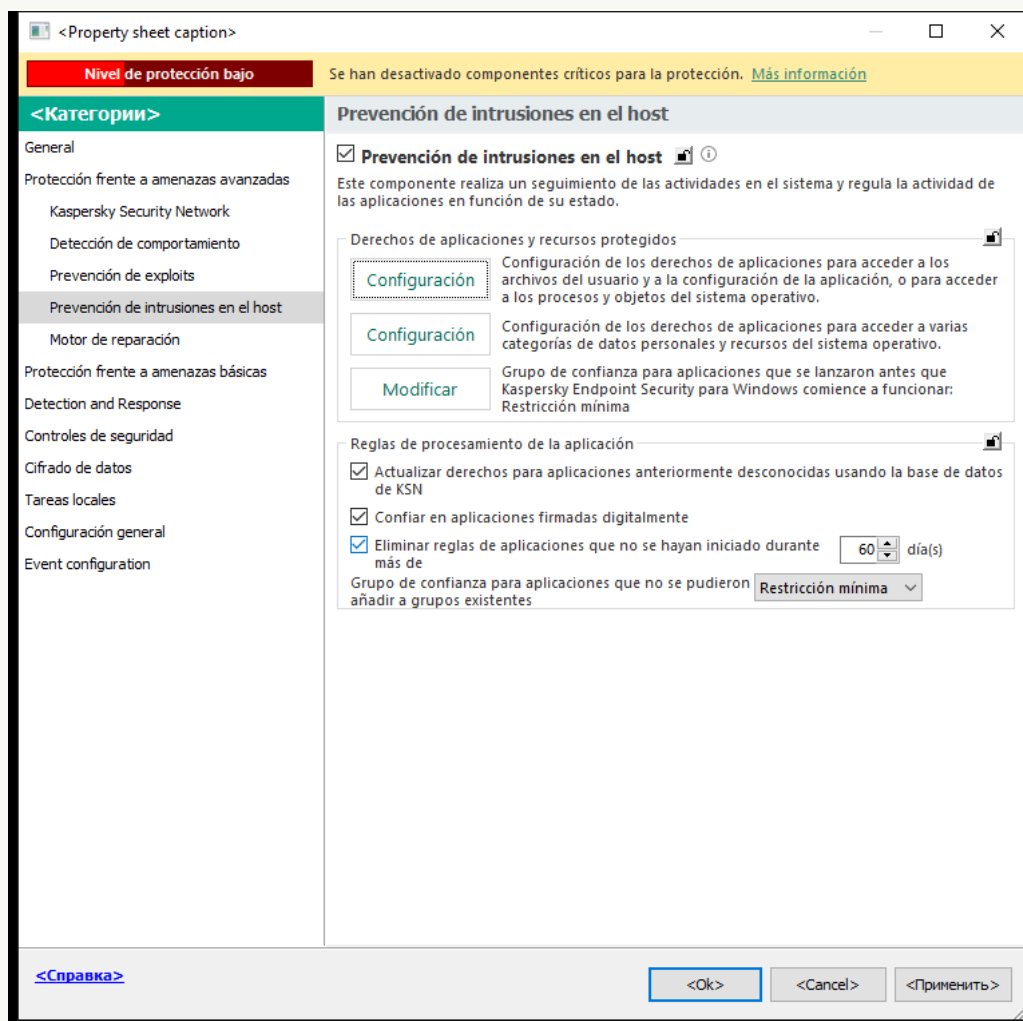 <Property sheet caption>
Nivel de protección bajo
Se han desactivado componentes críticos para la protección. Más información
<Категории>
General
Protección frente a amenazas avanzadas
Kaspersky Security Network
Detección de comportamiento
Prevención de exploits
Prevención de intrusiones en el host
Motor de reparación
Protección frente a amenazas básicas
Detection and Response
Controles de seguridad
Cifrado de datos
Tareas locales
Configuración general
Event configuration
Prevención de intrusiones en el host
Prevención de intrusiones en el host
Este componente realiza un seguimiento de las actividades en el sistema y regula la actividad de
las aplicaciones en función de su estado.
Derechos de aplicaciones y recursos protegidos
Configuración
Configuración de los derechos de aplicaciones para acceder a los
archivos del usuario y a la configuración de la aplicación, o para acceder
a los procesos y objetos del sistema operativo.
Configuración
Configuración de los derechos de aplicaciones para acceder a varias
categorías de datos personales y recursos del sistema operativo.
Modificar
Grupo de confianza para aplicaciones que se lanzaron antes que
Kaspersky Endpoint Security para Windows comience a funcionar:
Restricción mínima
Reglas de procesamiento de la aplicación
Actualizar derechos para aplicaciones anteriormente desconocidas usando la base de datos
de KSN
Confiar en aplicaciones firmadas digitalmente
Eliminar reglas de aplicaciones que no se hayan iniciado durante
más de
60 día(s)
Grupo de confianza para aplicaciones que no se pudieron
añadir a grupos existentes
Restricción mínima
<Справка>
<Ok>
<Cancel>
<Применить>